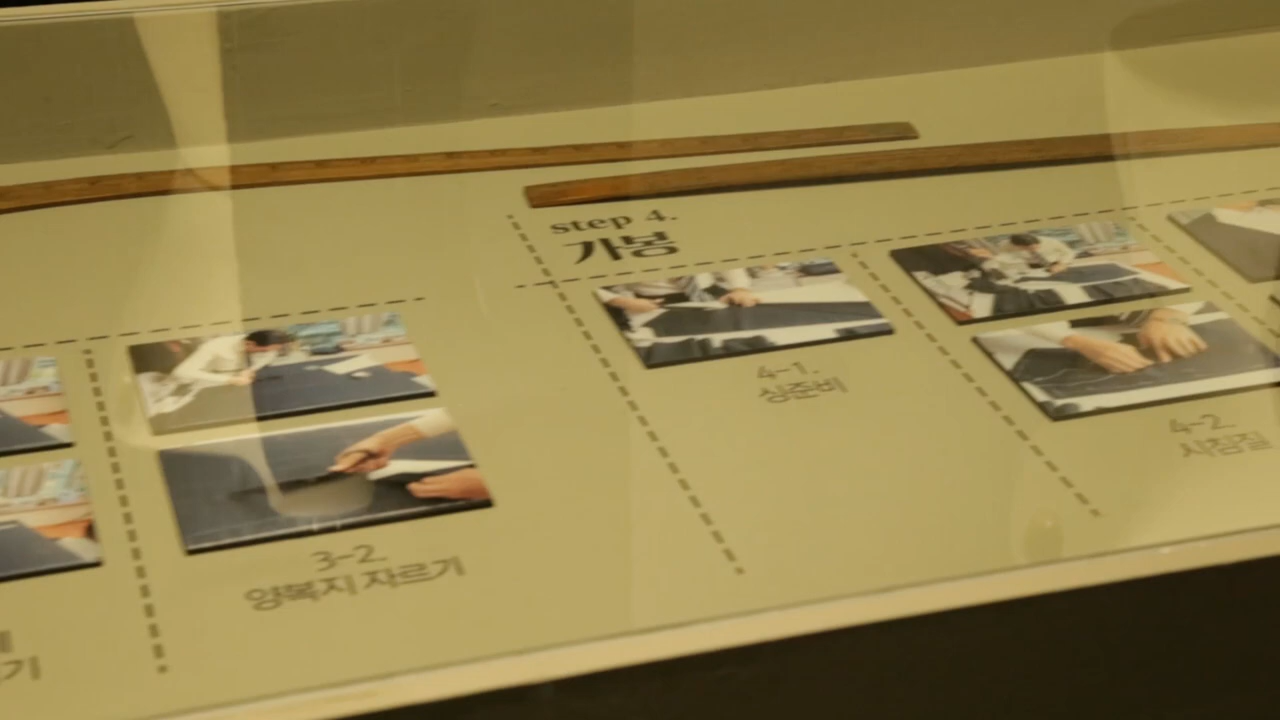 step 4.
가봉
3-2.
양복지 자르기
4-1.
상준비
4-2.
시침질